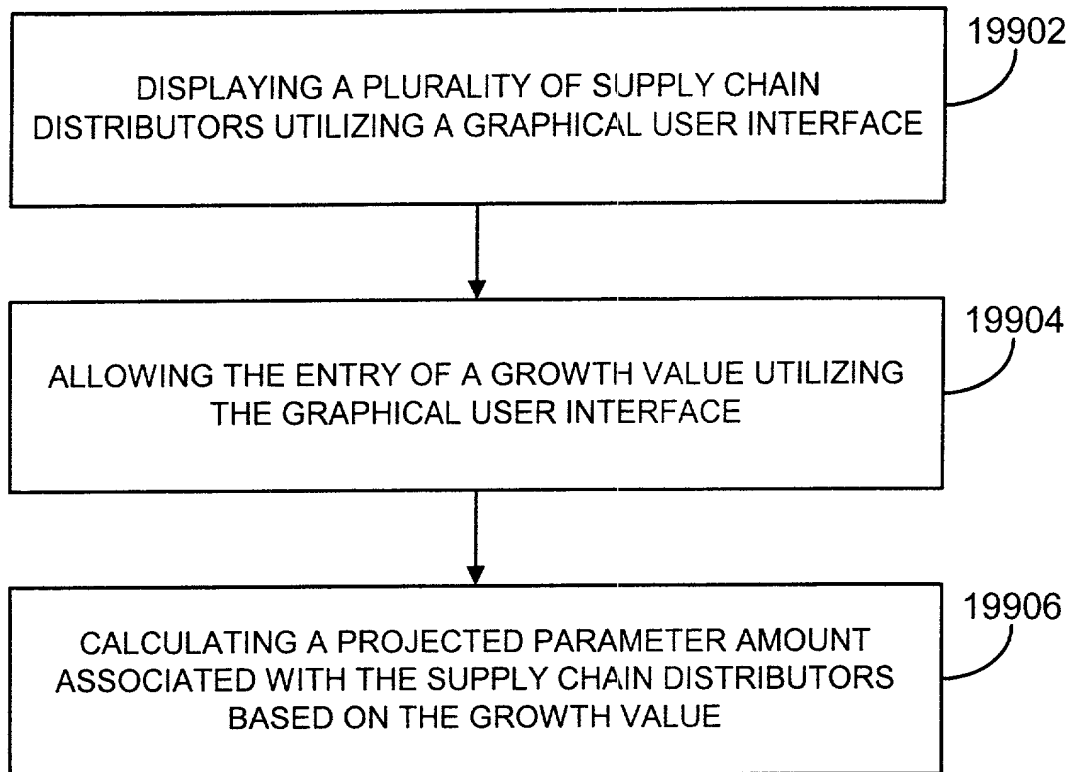 19902
DISPLAYING A PLURALITY OF SUPPLY CHAIN
DISTRIBUTORS UTILIZING A GRAPHICAL USER INTERFACE
19904
ALLOWING THE ENTRY OF A GROWTH VALUE UTILIZING
THE GRAPHICAL USER INTERFACE
19906
CALCULATING A PROJECTED PARAMETER AMOUNT
ASSOCIATED WITH THE SUPPLY CHAIN DISTRIBUTORS
BASED ON THE GROWTH VALUE